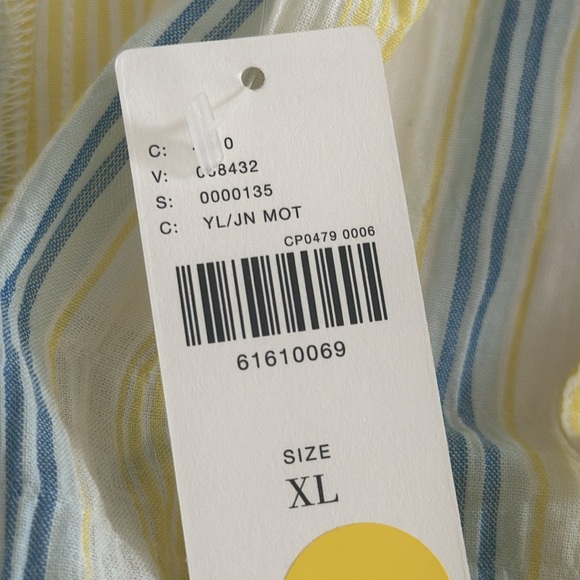 C:
V:
S: 0000135
C: YL/JN MOT
CP0479 0006
61610069
SIZE
XL